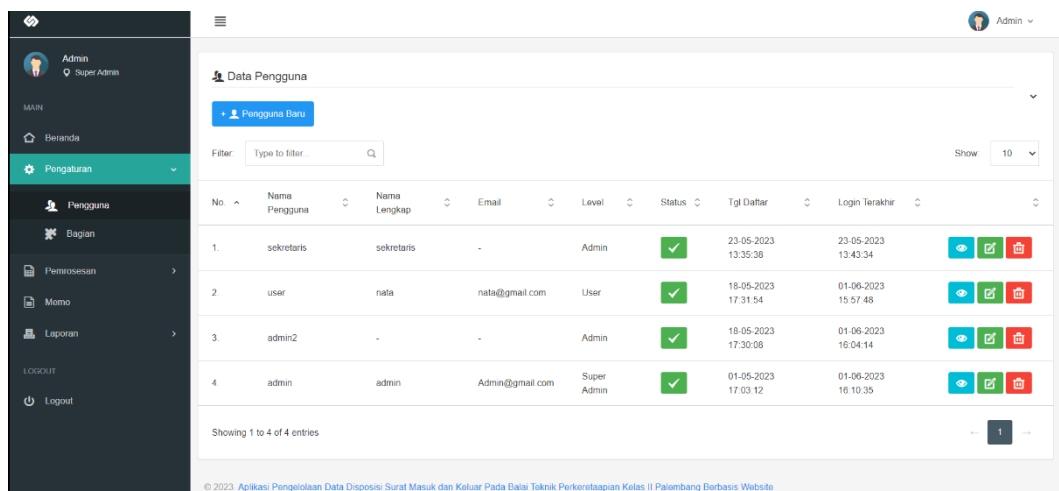 Admin
Admin
Super Admin
MAIN
Beranda
Pengaturan
Pengguna
Bagian
Pemrosesan
Memo
Laporan
LOGOUT
Logout
Data Pengguna
+ Pengguna Baru
Filter: Type to filter...
Show: 10
No. Nama Pengguna Nama Lengkap Email Level Status Tgl Daftar Login Terakhir
1. sekretaris sekretaris - Admin 23-05-2023 13:35:38 23-05-2023 13:43:34
2. user nata nata@gmail.com User 18-05-2023 17:31:54 01-06-2023 15:57:48
3. admin2 - - Admin 18-05-2023 17:30:08 01-06-2023 16:04:14
4. admin admin Admin@gmail.com Super Admin 01-05-2023 17:03:12 01-06-2023 16:10:35
Showing 1 to 4 of 4 entries
← 1 →
© 2023. Aplikasi Pengelolaan Data Disposisi Surat Masuk dan Keluar Pada Balai Teknik Perkeretaapian Kelas II Palembang Berbasis Website